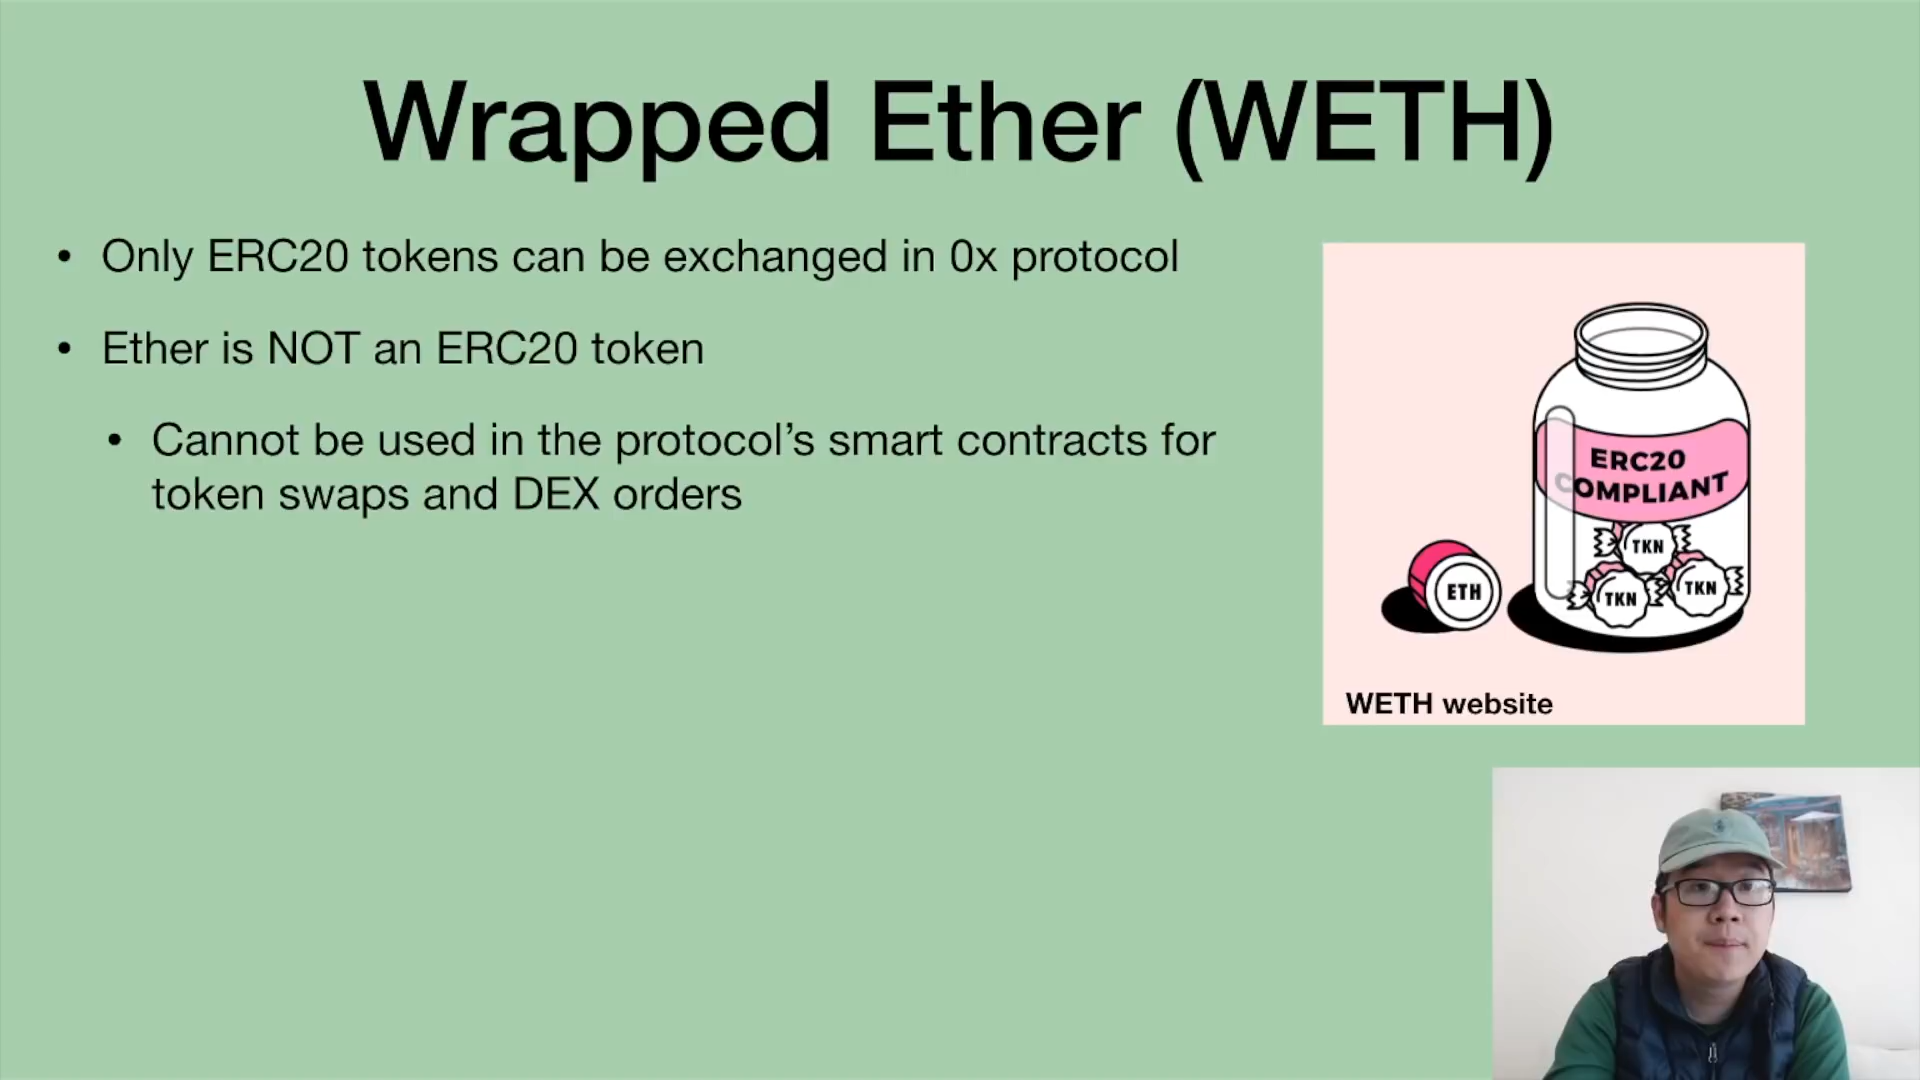 Wrapped Ether (WETH)
• Only ERC20 tokens can be exchanged in 0x protocol
• Ether is NOT an ERC20 token
• Cannot be used in the protocol’s smart contracts for
token swaps and DEX orders
ERC20
COMPLIANT
TKN
ETH
TKN
TKN
WETH website